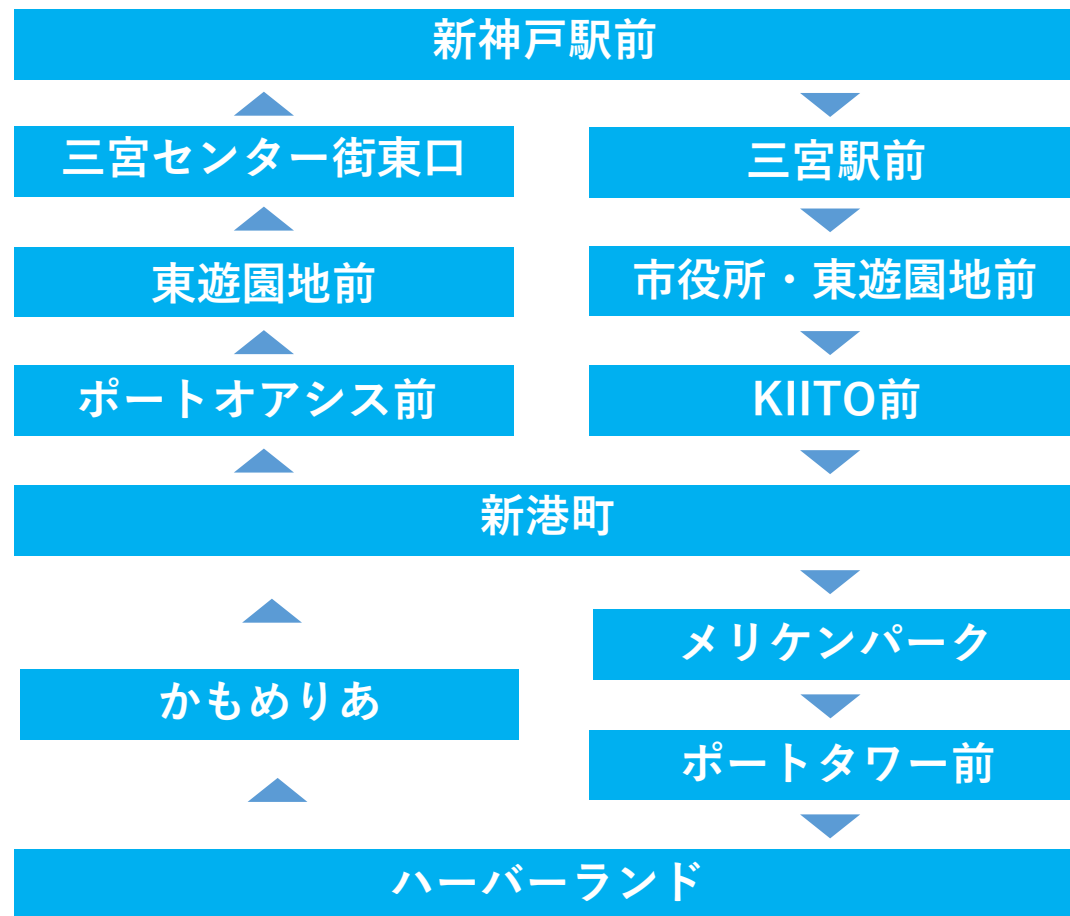 新神戸駅前
三宮センター街東口
三宮駅前
東遊園地前
市役所・東遊園地前
ポートオアシス前
KIITO前
新港町
メリケンパーク
かもめりあ
ポートタワー前
ハーバーランド